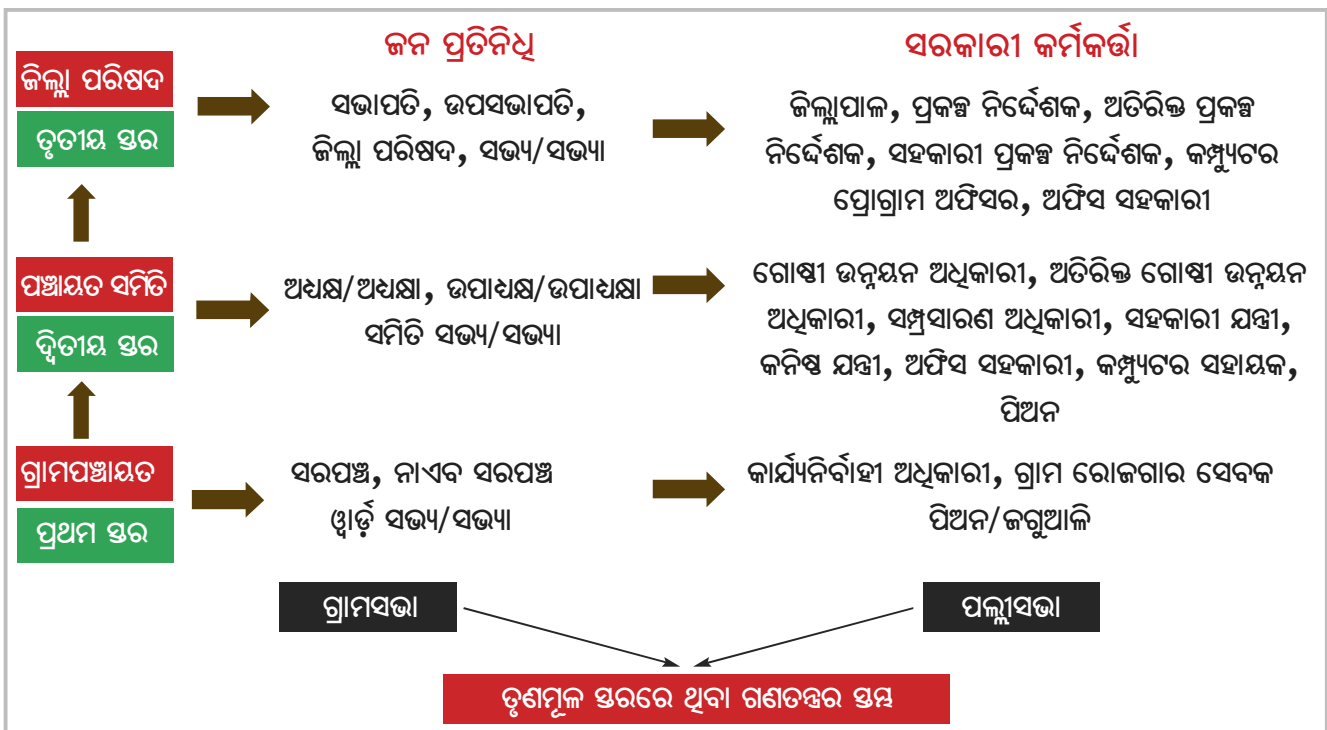 ଜନ ପ୍ରତିନିଧି
ସରକାରୀ କର୍ମକର୍ତ୍ତା
ଜିଲ୍ଲା ପରିଷଦ
ତୃତୀୟ ସ୍ତର
ସଭାପତି, ଉପସଭାପତି,
ଜିଲ୍ଲା ପରିଷଦ, ସଭ୍ୟ/ସଭ୍ୟା
ଜିଲ୍ଲାପାଳ, ପ୍ରକଳ୍ପ ନିର୍ଦ୍ଦେଶକ, ଅତିରିକ୍ତ ପ୍ରକଳ୍ପ
ନିର୍ଦ୍ଦେଶକ, ସହକାରୀ ପ୍ରକଳ୍ପ ନିର୍ଦ୍ଦେଶକ, କମ୍ପ୍ୟୁଟର
ପ୍ରୋଗ୍ରାମ ଅଫିସର, ଅଫିସ ସହକାରୀ
ପଞ୍ଚାୟତ ସମିତି
ଦ୍ୱିତୀୟ ସ୍ତର
ଅଧ୍ୟକ୍ଷ/ଅଧ୍ୟକ୍ଷା, ଉପାଧ୍ୟକ୍ଷ/ଉପାଧ୍ୟକ୍ଷା
ସମିତି ସଭ୍ୟ/ସଭ୍ୟା
ଗୋଷ୍ଠୀ ଉନ୍ନୟନ ଅଧିକାରୀ, ଅତିରିକ୍ତ ଗୋଷ୍ଠୀ ଉନ୍ନୟନ
ଅଧିକାରୀ, ସମ୍ପ୍ରସାରଣ ଅଧିକାରୀ, ସହକାରୀ ଯନ୍ତ୍ରୀ,
କନିଷ୍ଠ ଯନ୍ତ୍ରୀ, ଅଫିସ ସହକାରୀ, କମ୍ପ୍ୟୁଟର ସହାୟକ,
ପିଅନ
ଗ୍ରାମପଞ୍ଚାୟତ
ପ୍ରଥମ ସ୍ତର
ସରପଞ୍ଚ, ନାଏବ ସରପଞ୍ଚ
ୱାର୍ଡ଼ ସଭ୍ୟ/ସଭ୍ୟା
କାର୍ଯ୍ୟନିର୍ବାହୀ ଅଧିକାରୀ, ଗ୍ରାମ ରୋଜଗାର ସେବକ
ପିଅନ/ଜଗୁଆଳି
ଗ୍ରାମସଭା
ପଲ୍ଲୀସଭା
ତୃଣମୂଳ ସ୍ତରରେ ଥିବା ଗଣତନ୍ତ୍ରର ସ୍ତମ୍ଭ